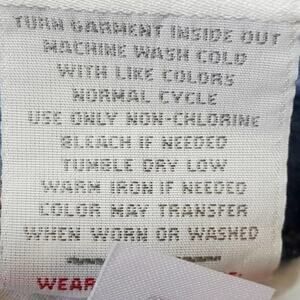 TURN GARMENT INSIDE OUT
MACHINE WASH COLD
WITH LIKE COLORS
NORMAL CYCLE
USE ONLY NON-CHLORINE
BLEACH IF NEEDED
TUMBLE DRY LOW
WARM IRON IF NEEDED
COLOR MAY TRANSFER
WHEN WORN OR WASHED
WEAR